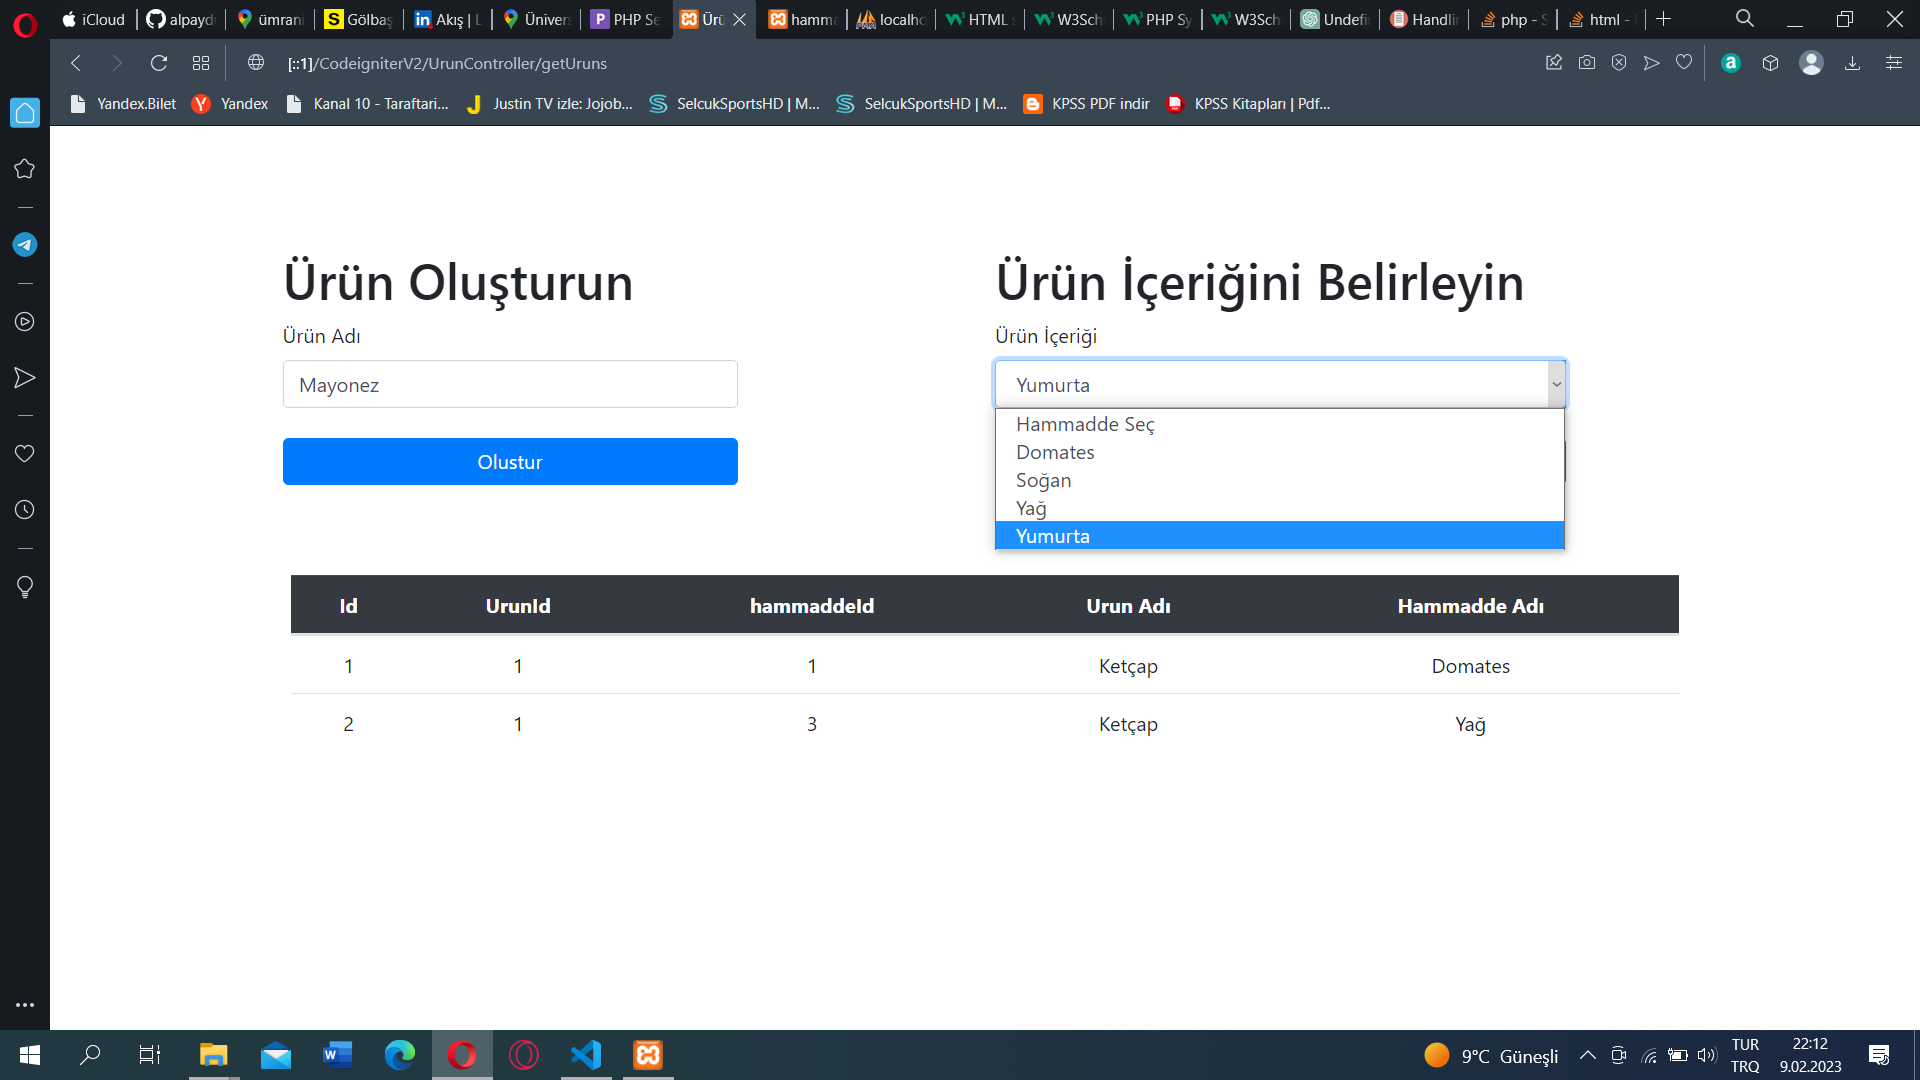 iCloud
alpaydı
ümrani
Gölbaş
Akış | L
Ünivers
PHP Se
Ürü
hamma
localho
HTML
W3Sch
PHP Sy
W3Sch
Undefi
Handli
php - S
html -
[::1]/CodeigniterV2/UrunController/getUruns
Yandex.Bilet
Yandex
Kanal 10 - Taraftari...
Justin TV izle: Jojob...
SelcukSportsHD | M...
SelcukSportsHD | M...
KPSS PDF indir
KPSS Kitapları | Pdf...
Ürün Oluşturun
Ürün Adı
Mayonez
Olustur
Ürün İçeriğini Belirleyin
Ürün İçeriği
Yumurta
Hammadde Seç
Domates
Soğan
Yağ
Yumurta
Id UrunId hammaddeId Urun Adı Hammadde Adı
1 1 1 Ketçap Domates
2 1 3 Ketçap Yağ
9°C Güneşli
TUR
TRQ
22:12
9.02.2023